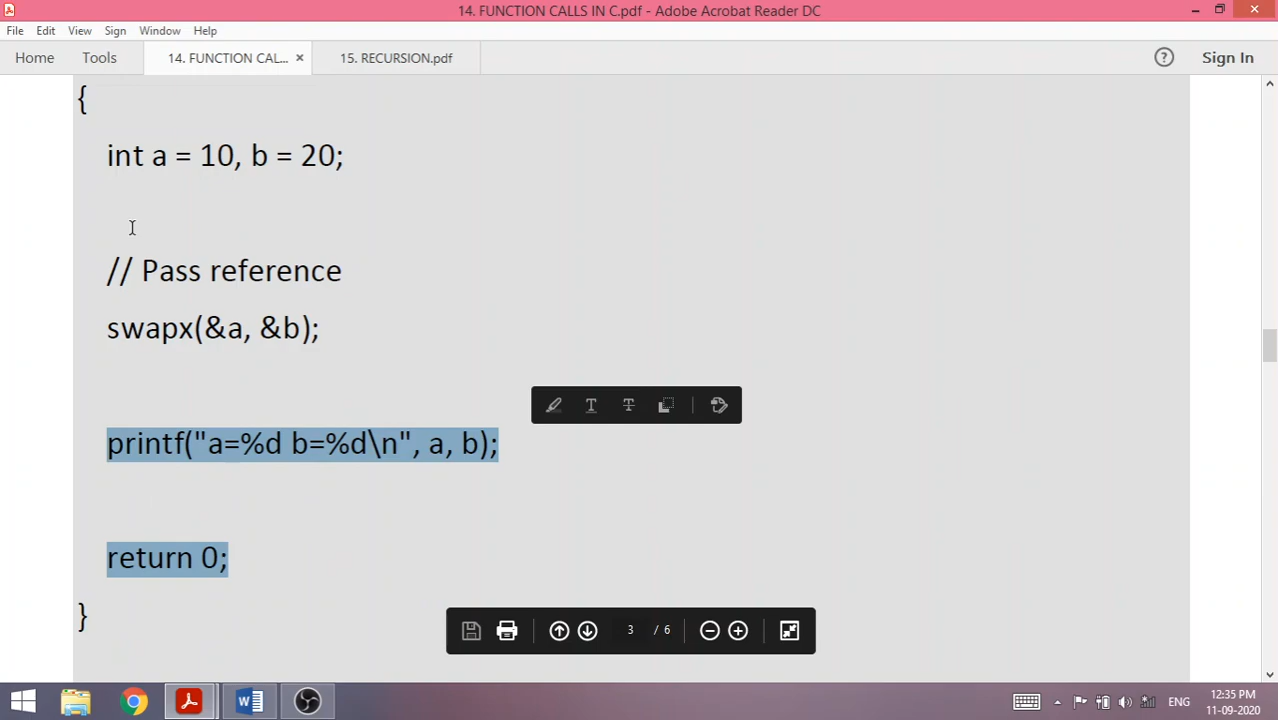 14. FUNCTION CALLS IN C.pdf - Adobe Acrobat Reader DC
File Edit View Sign Window Help
Home Tools 14. FUNCTION CAL... × 15. RECURSION.pdf ? Sign In
{
int a = 10, b = 20;
// Pass reference
swapx(&a, &b);
printf("a=%d b=%d\n", a, b);
return 0;
}
3 / 6
ENG 12:35 PM
11-09-2020